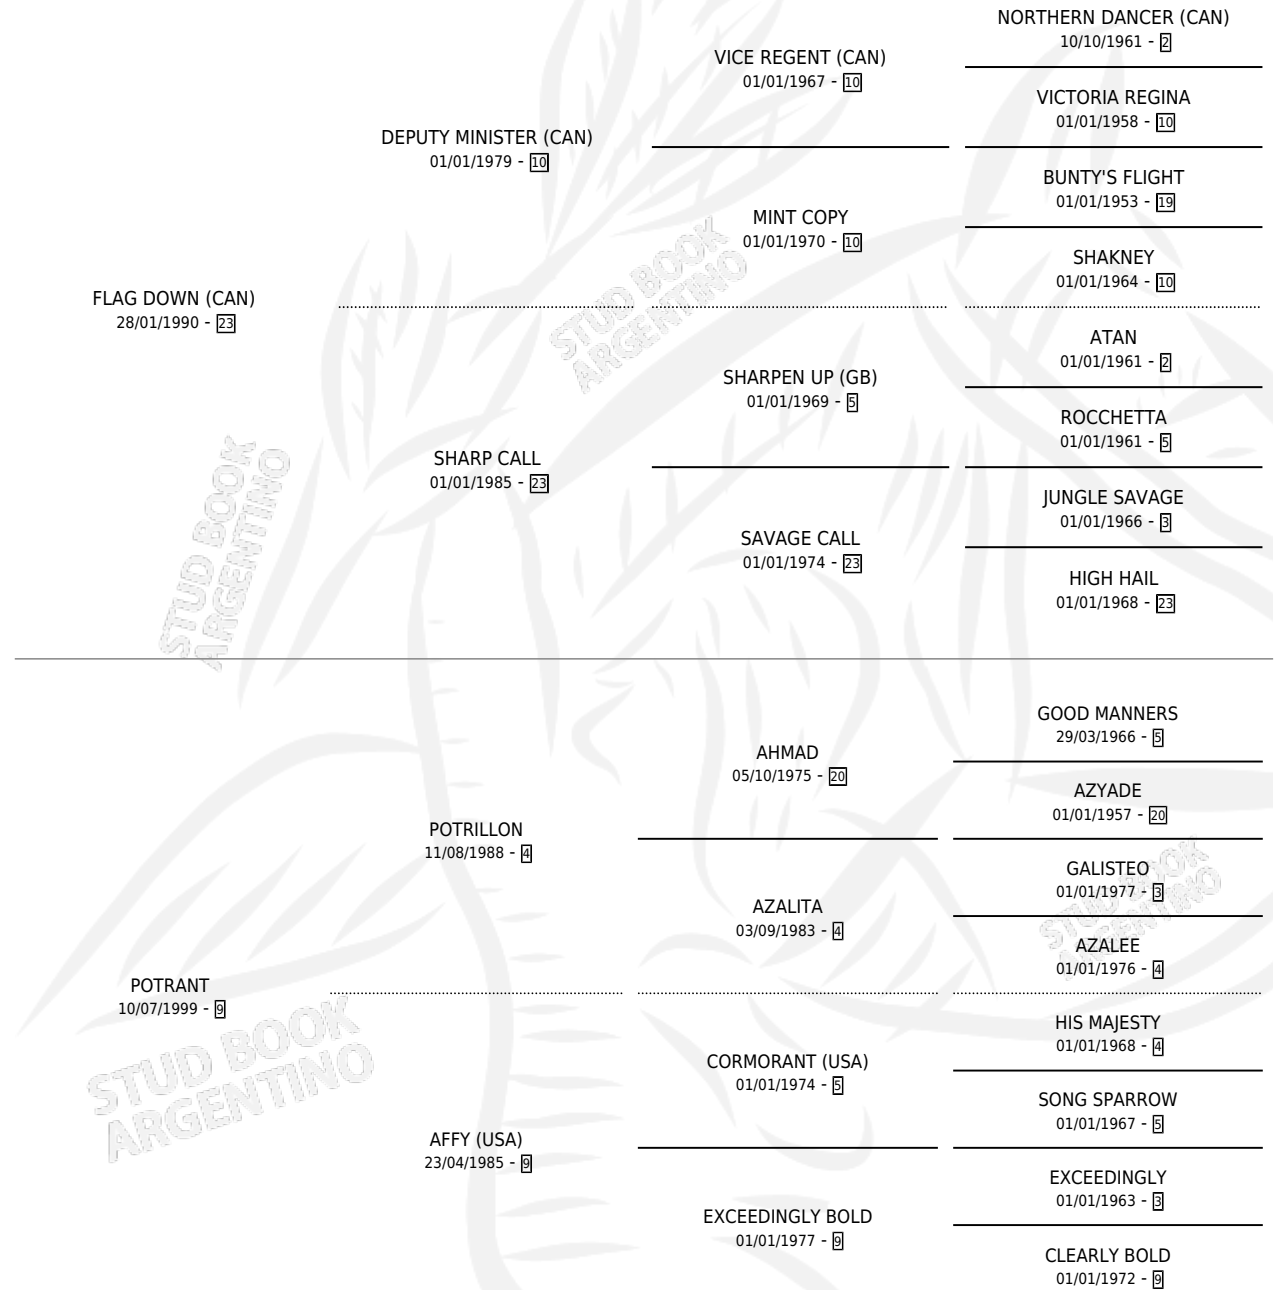 NORTHERN DANCER (CAN)
10/10/1961 - 2
VICE REGENT (CAN)
01/01/1967 - 10
VICTORIA REGINA
01/01/1958 - 10
DEPUTY MINISTER (CAN)
01/01/1979 - 10
BUNTY'S FLIGHT
01/01/1953 - 19
MINT COPY
01/01/1970 - 10
SHAKNEY
01/01/1964 - 10
FLAG DOWN (CAN)
28/01/1990 - 23
STUD BOOK
ARGENTINO
ATAN
01/01/1961 - 2
SHARPEN UP (GB)
01/01/1969 - 5
ROCCHETTA
01/01/1961 - 5
SHARP CALL
01/01/1985 - 23
STUD BOOK
ARGENTINO
JUNGLE SAVAGE
01/01/1966 - 3
SAVAGE CALL
01/01/1974 - 23
HIGH HAIL
01/01/1968 - 23
GOOD MANNERS
29/03/1966 - 5
AHMAD
05/10/1975 - 20
AZYADE
01/01/1957 - 20
POTRILLON
11/08/1988 - 4
GALISTEO
01/01/1977 - 3
STUD BOOK
ARGENTINO
AZALITA
03/09/1983 - 4
AZALEE
01/01/1976 - 4
POTRANT
10/07/1999 - 9
STUD BOOK
ARGENTINO
HIS MAJESTY
01/01/1968 - 4
CORMORANT (USA)
01/01/1974 - 5
SONG SPARROW
01/01/1967 - 5
AFFY (USA)
23/04/1985 - 9
EXCEEDINGLY
01/01/1963 - 3
EXCEEDINGLY BOLD
01/01/1977 - 9
CLEARLY BOLD
01/01/1972 - 9